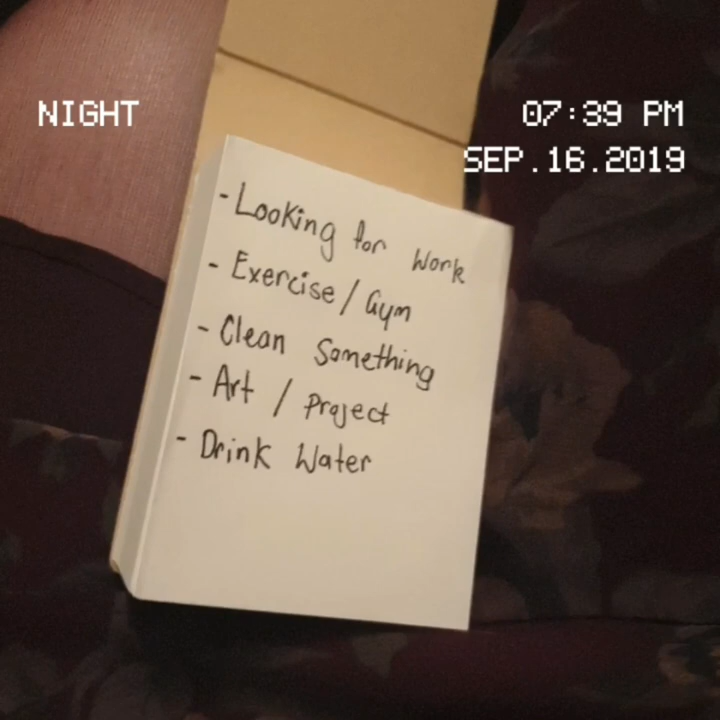 NIGHT
07:39 PM
SEP.16.2019
- Looking for Work
- Exercise / Gym
- Clean Something
- Art / Project
- Drink Water